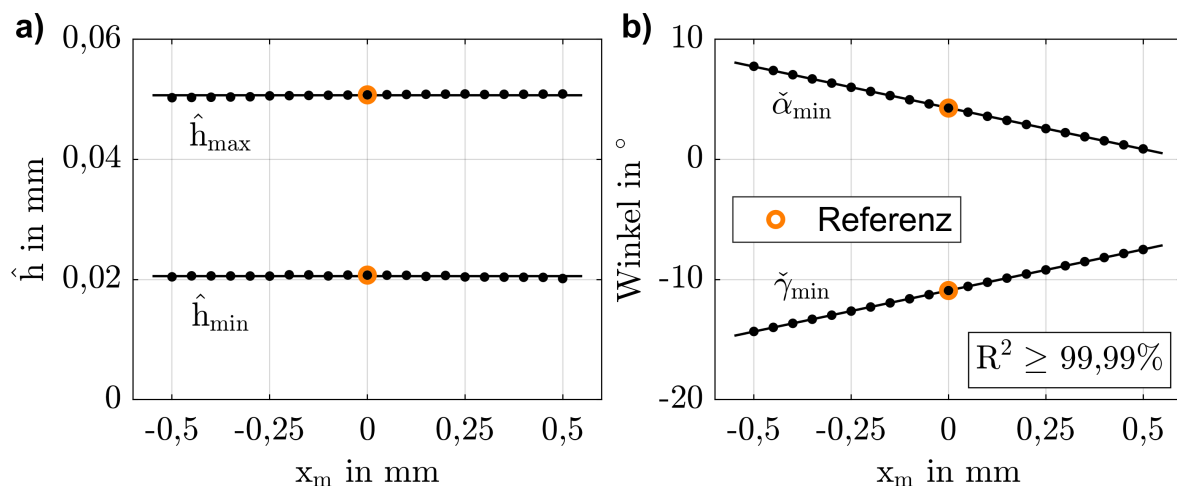 a)
0,06
0,04
0,02
0
ĥ in mm
ĥmax
ĥmin
-0,5 -0,25 0 0,25 0,5
xm in mm
b)
10
0
-10
-20
Winkel in °
α̌min
Referenz
γ̌min
R² ≥ 99,99%
-0,5 -0,25 0 0,25 0,5
xm in mm